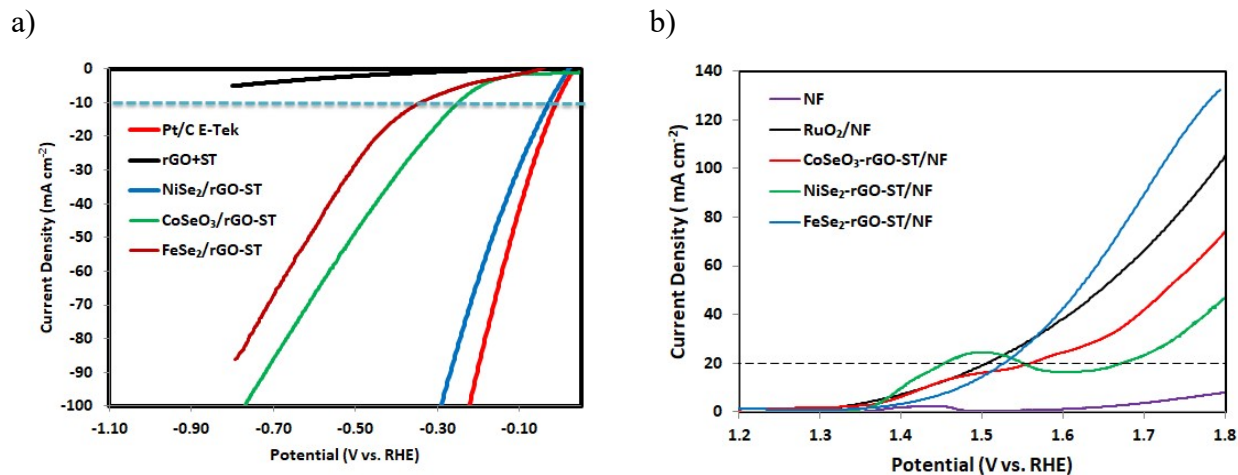 a)
0
-10
-20
-30
-40
-50
-60
-70
-80
-90
-100
Current Density (mA cm⁻²)
Pt/C E-Tek
rGO+ST
NiSe₂/rGO-ST
CoSeO₃/rGO-ST
FeSe₂/rGO-ST
-1.10 -0.90 -0.70 -0.50 -0.30 -0.10
Potential (V vs. RHE)
b)
140
120
100
80
60
40
20
0
Current Density ( mA cm⁻²)
NF
RuO₂/NF
CoSeO₃-rGO-ST/NF
NiSe₂-rGO-ST/NF
FeSe₂-rGO-ST/NF
1.2 1.3 1.4 1.5 1.6 1.7 1.8
Potential (V vs. RHE)